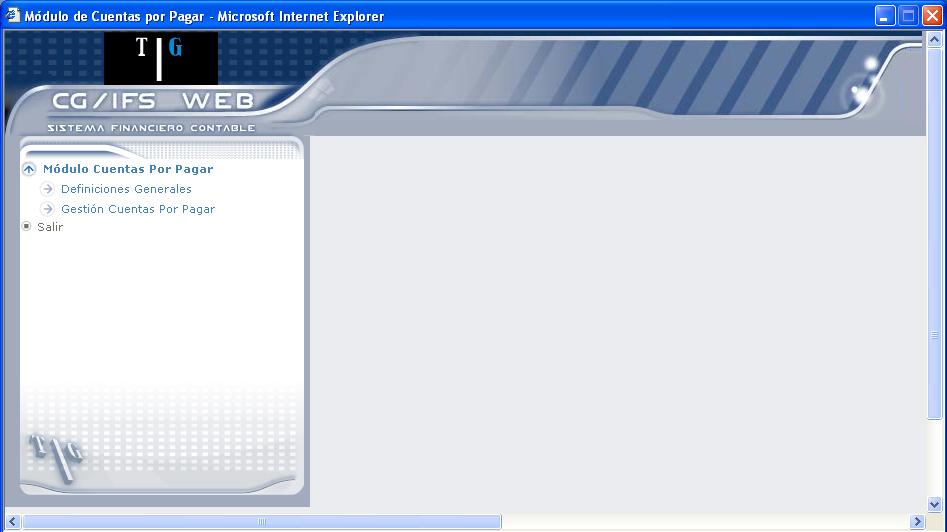 Módulo de Cuentas por Pagar - Microsoft Internet Explorer
T G
CG/IFS WEB
SISTEMA FINANCIERO CONTABLE
Módulo Cuentas Por Pagar
Definiciones Generales
Gestión Cuentas Por Pagar
Salir
T G